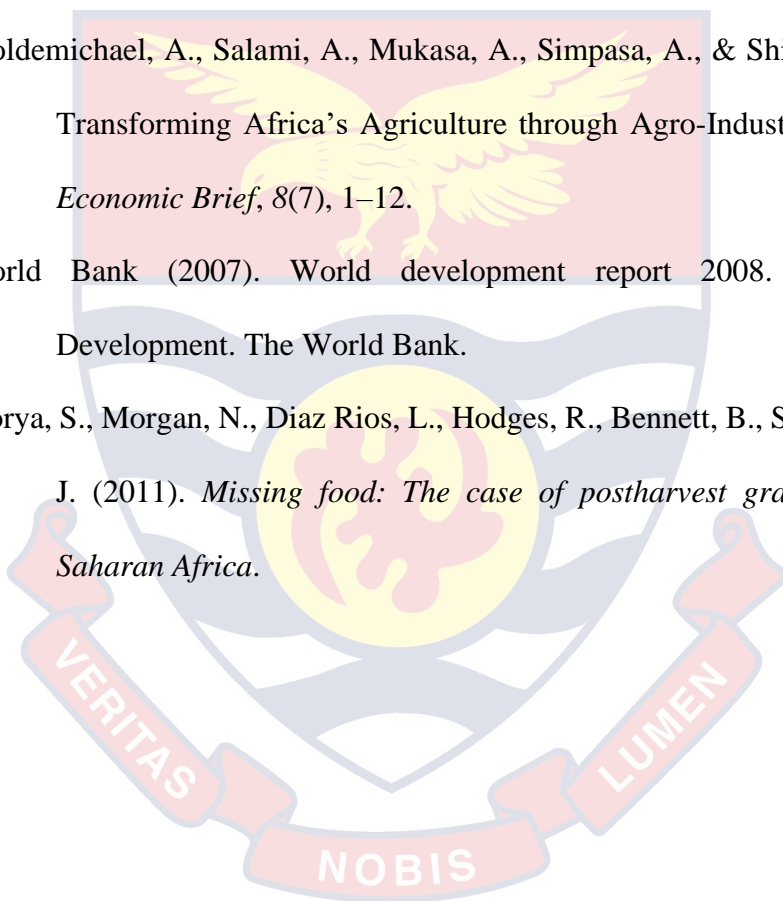 oldemichael, A., Salami, A., Mukasa, A., Simpasa, A., & Shi
Transforming Africa’s Agriculture through Agro-Indust
Economic Brief, 8(7), 1–12.
orld Bank (2007). World development report 2008.
Development. The World Bank.
orya, S., Morgan, N., Diaz Rios, L., Hodges, R., Bennett, B., S
J. (2011). Missing food: The case of postharvest gra
Saharan Africa.
VERITAS
NOBIS
LUMEN